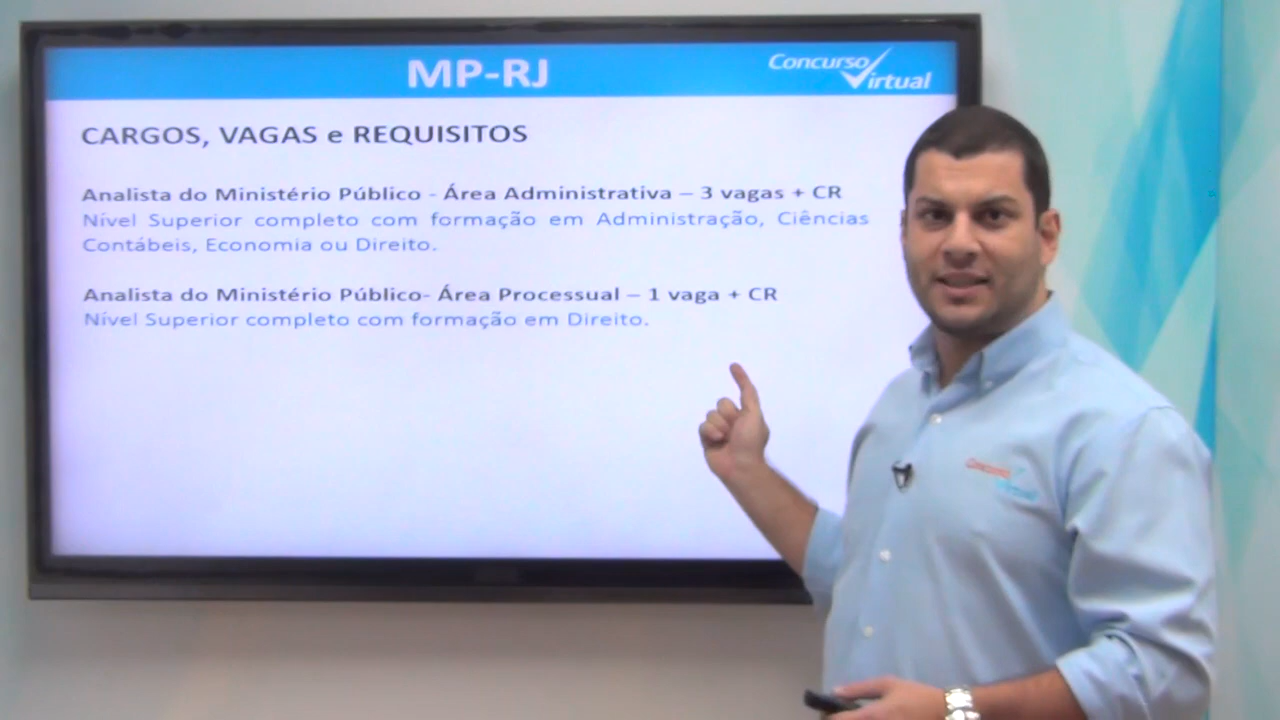 MP-RJ
Concurso Virtual
CARGOS, VAGAS e REQUISITOS
Analista do Ministério Público - Área Administrativa – 3 vagas + CR
Nível Superior completo com formação em Administração, Ciências
Contábeis, Economia ou Direito.
Analista do Ministério Público- Área Processual – 1 vaga + CR
Nível Superior completo com formação em Direito.
Concurso
Virtual